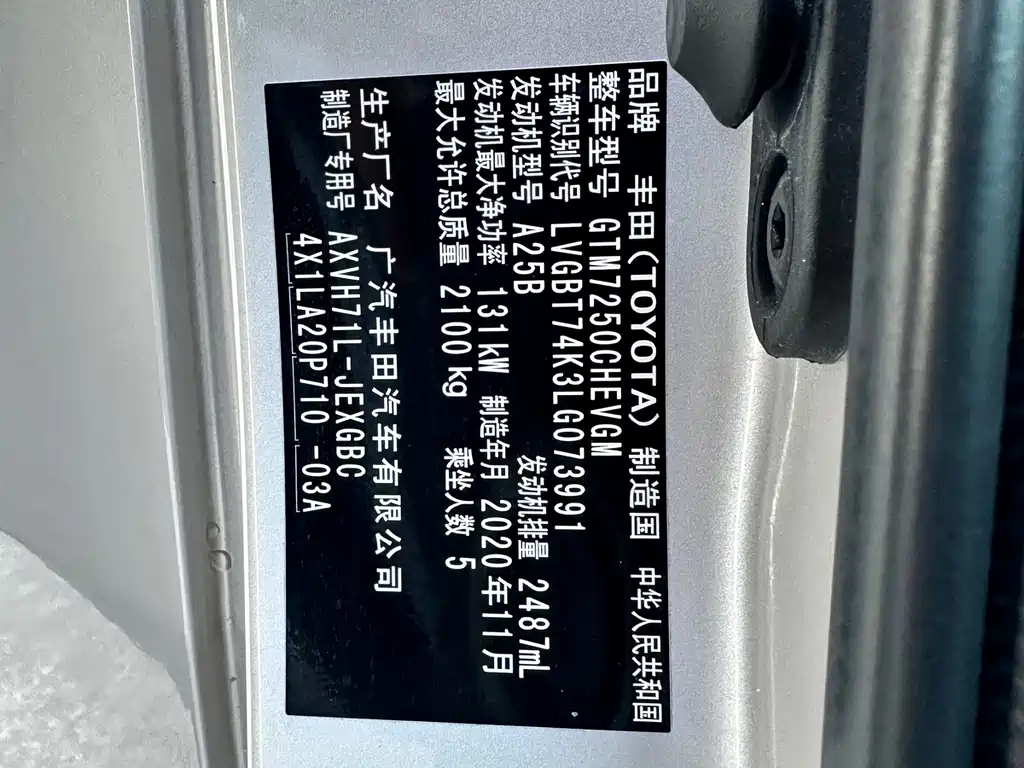 品牌 丰田(TOYOTA) 制造国 中华人民共和国
整车型号 GTM7250CHEVGM
车辆识别代号 LVGBT74K3LG073991
发动机型号 A25B 发动机排量 2487mL
发动机最大净功率 131kW 制造年月 2020年11月
最大允许总质量 2100kg 乘坐人数 5
生产厂名 广汽丰田汽车有限公司
制造厂专用号 AXVH71L-JEXGBC
4X1LA20P710-03A